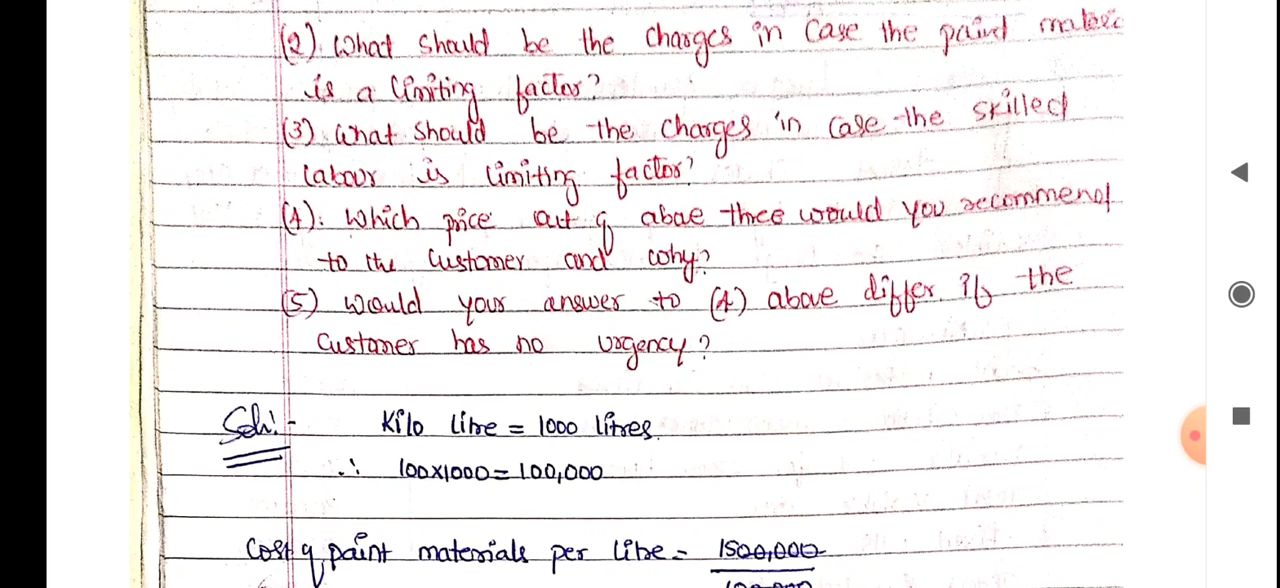 (2). What should be the charges in case the paint
is a limiting factor?
(3) What should be the charges in case the skilled
labour is limiting factor?
(4). Which price out of above three would you recommend
to the customer and why?
(5) Would your answer to (4) above differ if the
customer has no urgency?
Soln:-
Kilo litre = 1000 litres.
∴ 100x1000 = 100,000
Cost of paint materials per litre = 1500,000